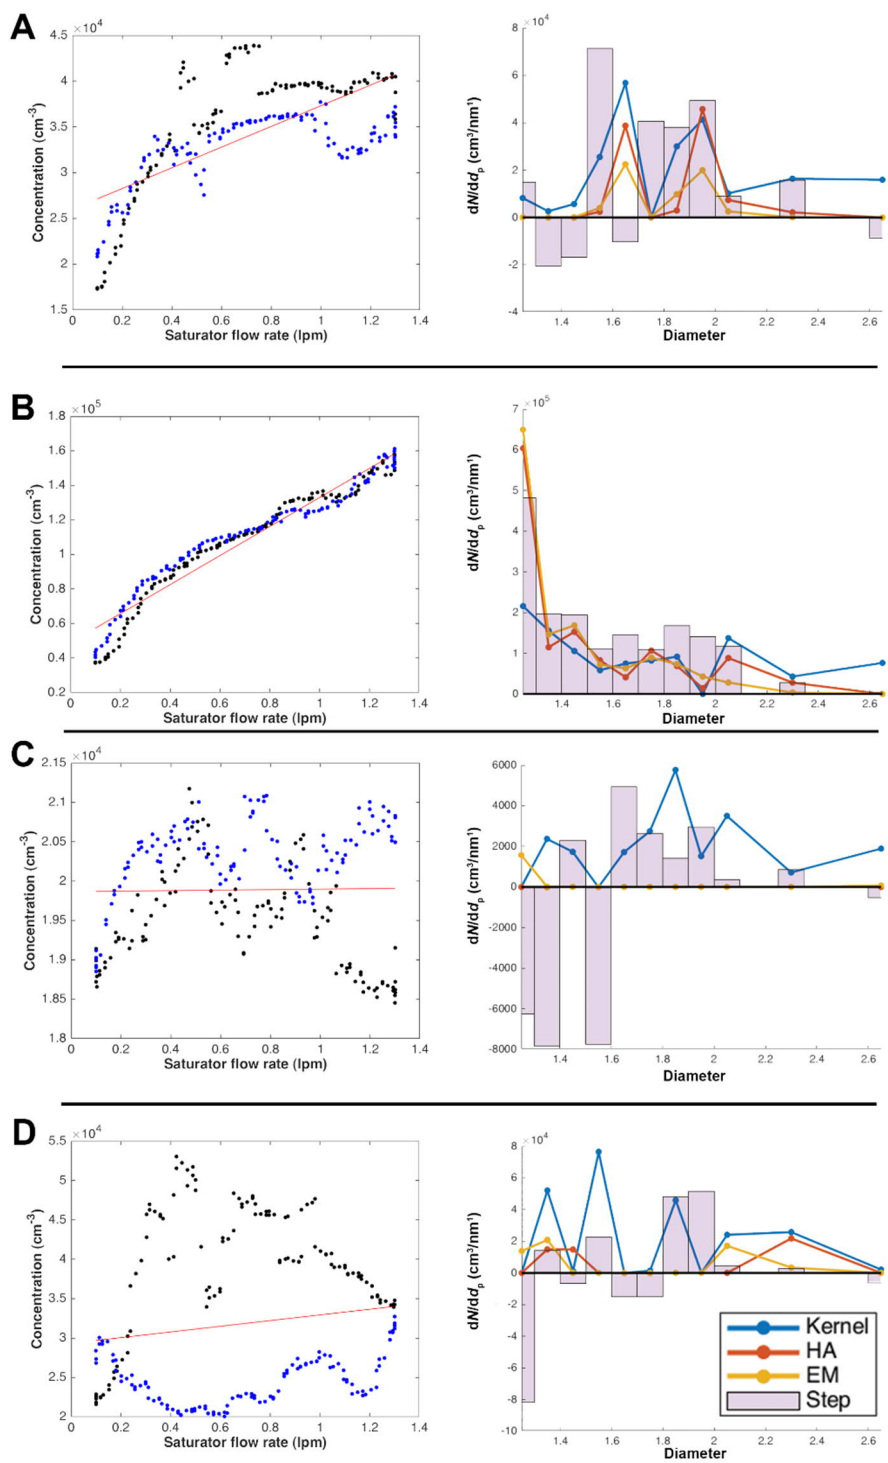 A
×10⁴
4.5
4
3.5
3
2.5
2
1.5
Concentration (cm⁻³)
0 0.2 0.4 0.6 0.8 1 1.2 1.4
Saturator flow rate (lpm)
×10⁴
8
6
4
2
0
-2
-4
dN/ddₚ (cm³/nm¹)
1.4 1.6 1.8 2 2.2 2.4 2.6
Diameter
B
×10⁵
1.8
1.6
1.4
1.2
1
0.8
0.6
0.4
0.2
Concentration (cm⁻³)
0 0.2 0.4 0.6 0.8 1 1.2 1.4
Saturator flow rate (lpm)
×10⁵
7
6
5
4
3
2
1
0
dN/ddₚ (cm³/nm¹)
1.4 1.6 1.8 2 2.2 2.4 2.6
Diameter
C
×10⁴
2.15
2.1
2.05
2
1.95
1.9
1.85
1.8
Concentration (cm⁻³)
0 0.2 0.4 0.6 0.8 1 1.2 1.4
Saturator flow rate (lpm)
6000
4000
2000
0
-2000
-4000
-6000
-8000
dN/ddₚ (cm³/nm¹)
1.4 1.6 1.8 2 2.2 2.4 2.6
Diameter
D
×10⁴
5.5
5
4.5
4
3.5
3
2.5
2
Concentration (cm⁻³)
0 0.2 0.4 0.6 0.8 1 1.2 1.4
Saturator flow rate (lpm)
×10⁴
8
6
4
2
0
-2
-4
-6
-8
-10
dN/ddₚ (cm³/nm¹)
1.4 1.6 1.8 2 2.2 2.4 2.6
Diameter
Kernel
HA
EM
Step